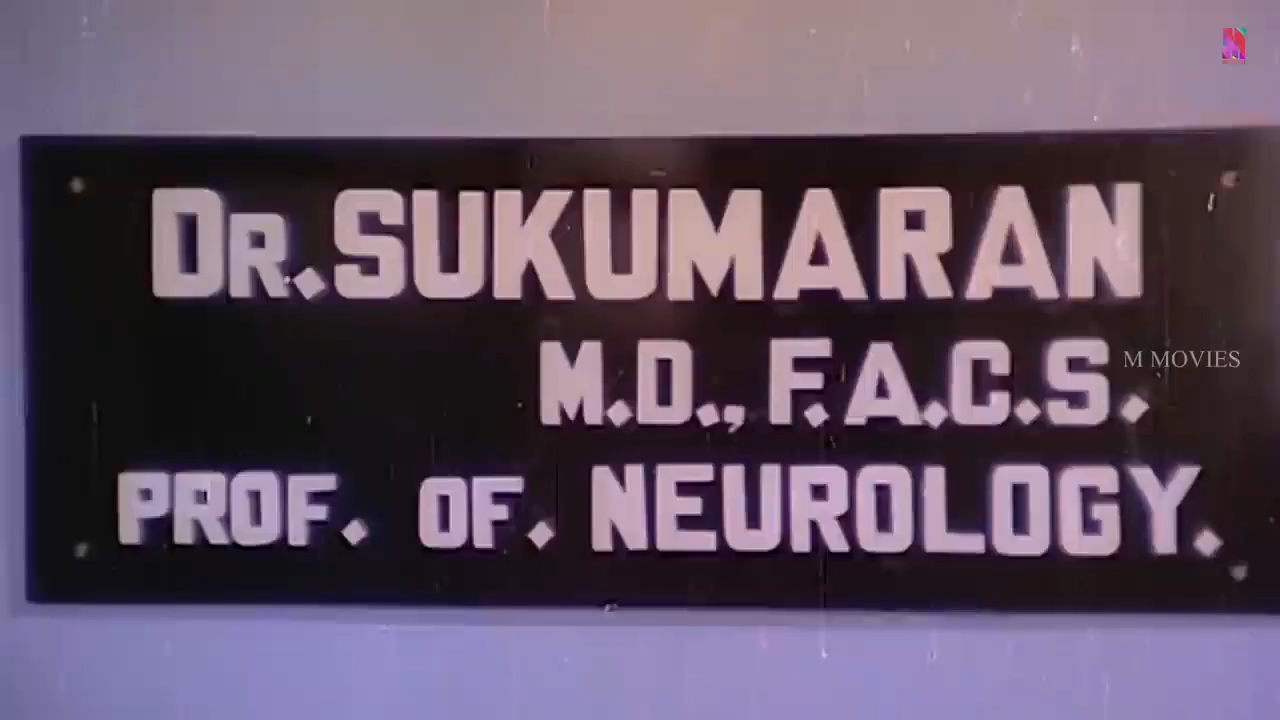 DR. SUKUMARAN
M.D., F.A.C.S.
M MOVIES
PROF. OF. NEUROLOGY.